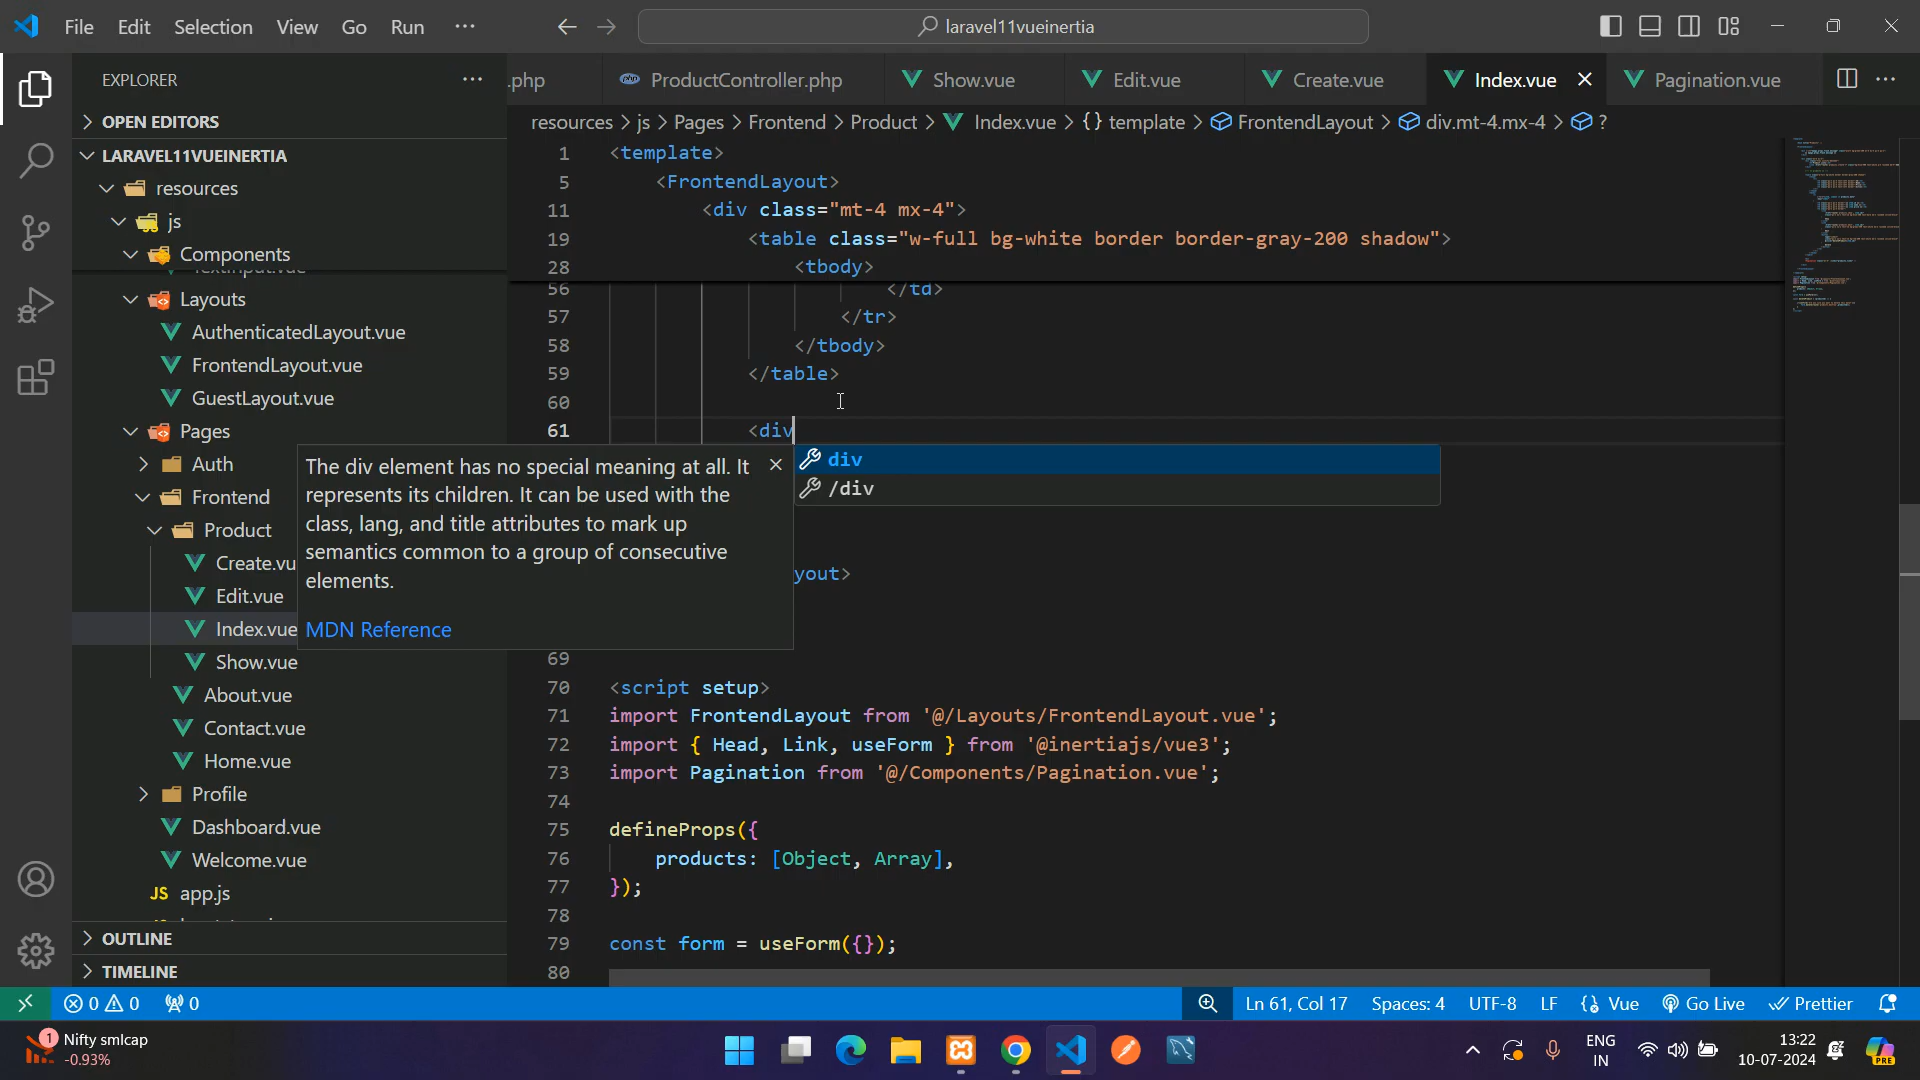 File Edit Selection View Go Run ...
laravel11vueinertia
EXPLORER ...
.php ProductController.php Show.vue Edit.vue Create.vue Index.vue Pagination.vue
OPEN EDITORS
resources > js > Pages > Frontend > Product > Index.vue > {} template > FrontendLayout > div.mt-4.mx-4 > ?
LARAVEL11VUEINERTIA
resources
js
Components
Layouts
AuthenticatedLayout.vue
FrontendLayout.vue
GuestLayout.vue
Pages
Auth
Frontend
Product
Create.vu
Edit.vue
Index.vue
Show.vue
About.vue
Contact.vue
Home.vue
Profile
Dashboard.vue
Welcome.vue
JS app.js
OUTLINE
TIMELINE
1 <template>
5 <FrontendLayout>
11 <div class="mt-4 mx-4">
19 <table class="w-full bg-white border border-gray-200 shadow">
28 <tbody>
56 </td>
57 </tr>
58 </tbody>
59 </table>
60
61 <div
div
/div
The div element has no special meaning at all. It
represents its children. It can be used with the
class, lang, and title attributes to mark up
semantics common to a group of consecutive
elements.
MDN Reference
yout>
69
70 <script setup>
71 import FrontendLayout from '@/Layouts/FrontendLayout.vue';
72 import { Head, Link, useForm } from '@inertiajs/vue3';
73 import Pagination from '@/Components/Pagination.vue';
74
75 defineProps({
76 products: [Object, Array],
77 });
78
79 const form = useForm({});
80
0 0 0 Ln 61, Col 17 Spaces: 4 UTF-8 LF {} Vue Go Live Prettier
1 Nifty smlcap
-0.93%
ENG
IN
13:22
10-07-2024
PRE